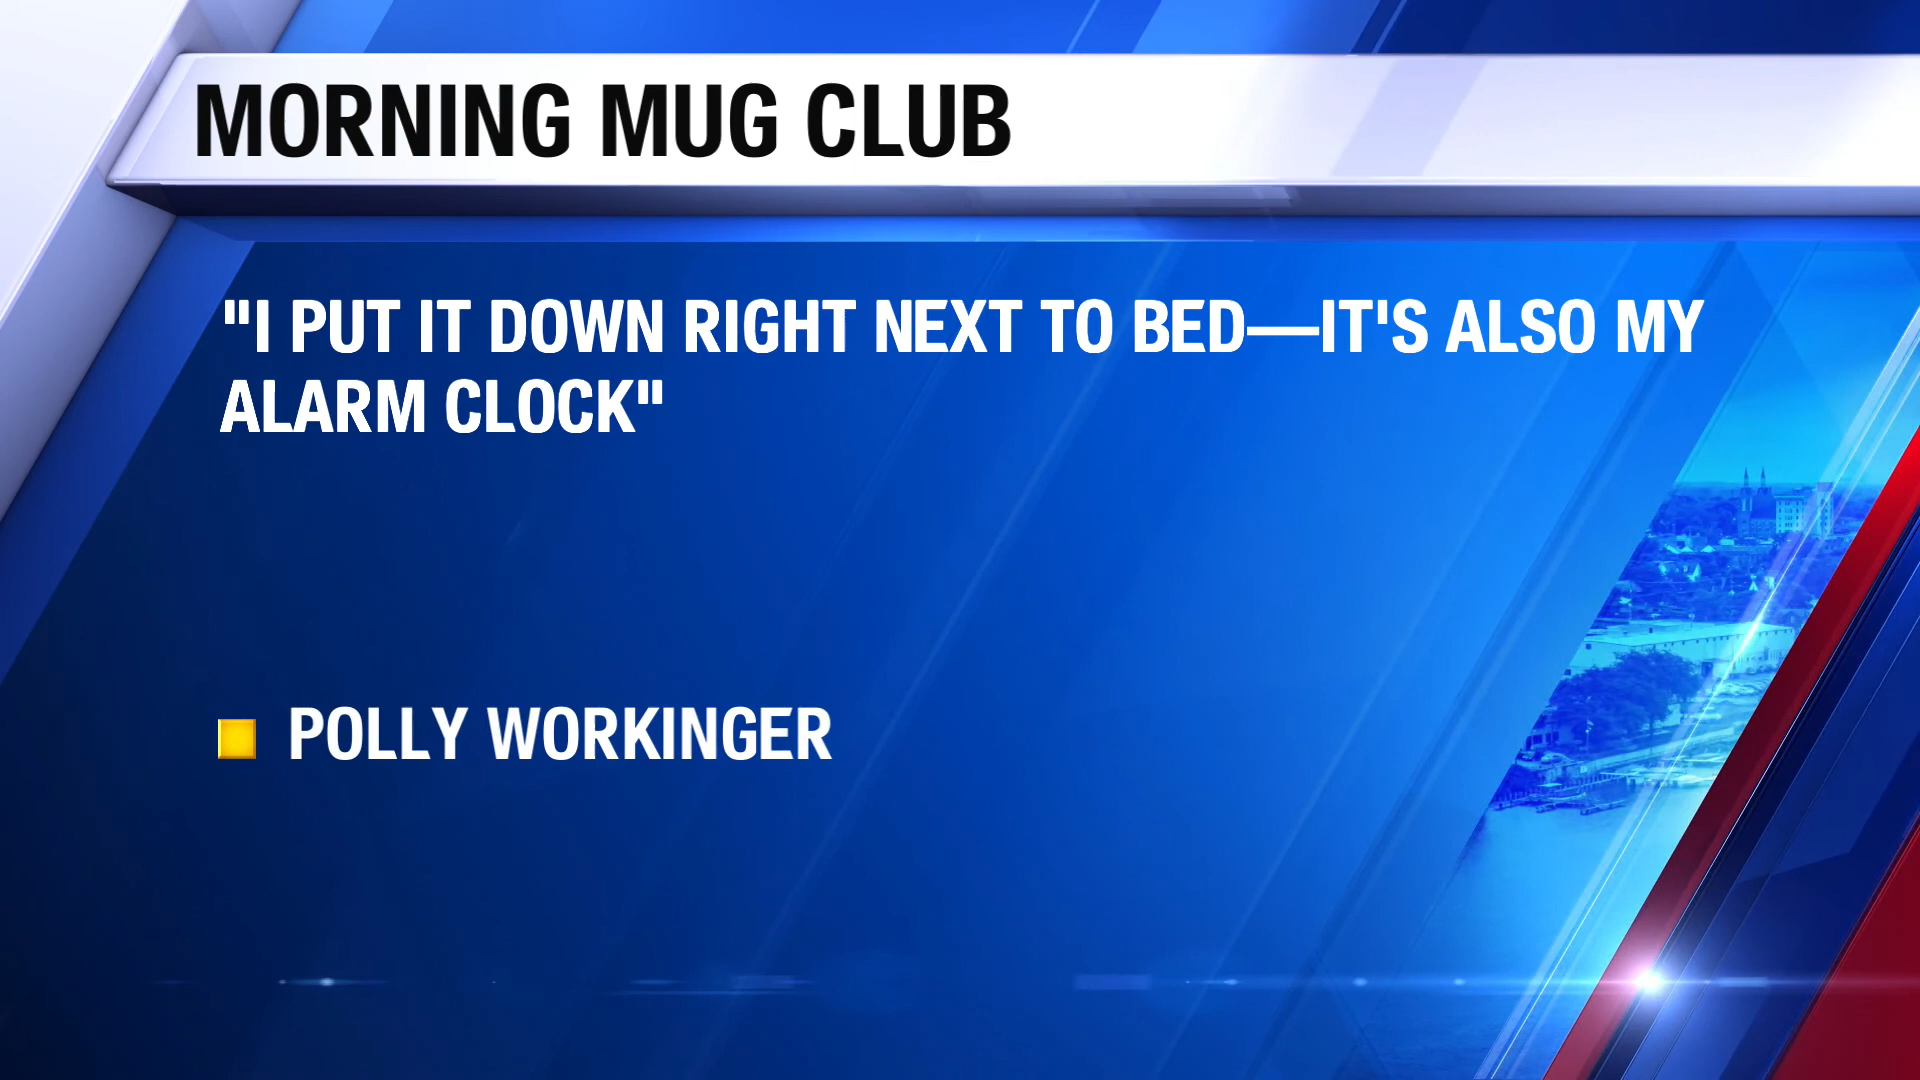 MORNING MUG CLUB
"I PUT IT DOWN RIGHT NEXT TO BED—IT'S ALSO MY
ALARM CLOCK"
POLLY WORKINGER